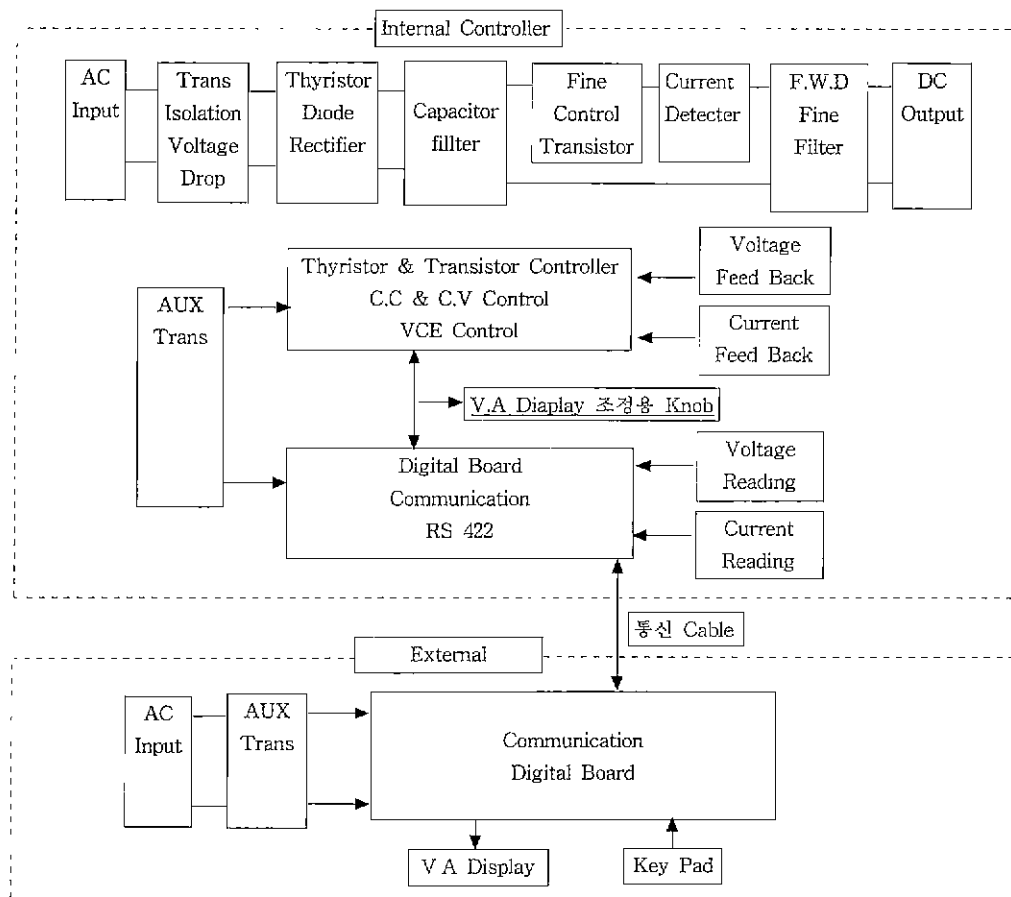 Internal Controller
AC
Input
Trans
Isolation
Voltage
Drop
Thyristor
Diode
Rectifier
Capacitor
fillter
Fine
Control
Transistor
Current
Detecter
F.W.D
Fine
Filter
DC
Output
AUX
Trans
Thyristor & Transistor Controller
C.C & C.V Control
VCE Control
Voltage
Feed Back
Current
Feed Back
V.A Diaplay 조정용 Knob
Digital Board
Communication
RS 422
Voltage
Reading
Current
Reading
통신 Cable
External
AC
Input
AUX
Trans
Communication
Digital Board
V A Display
Key Pad